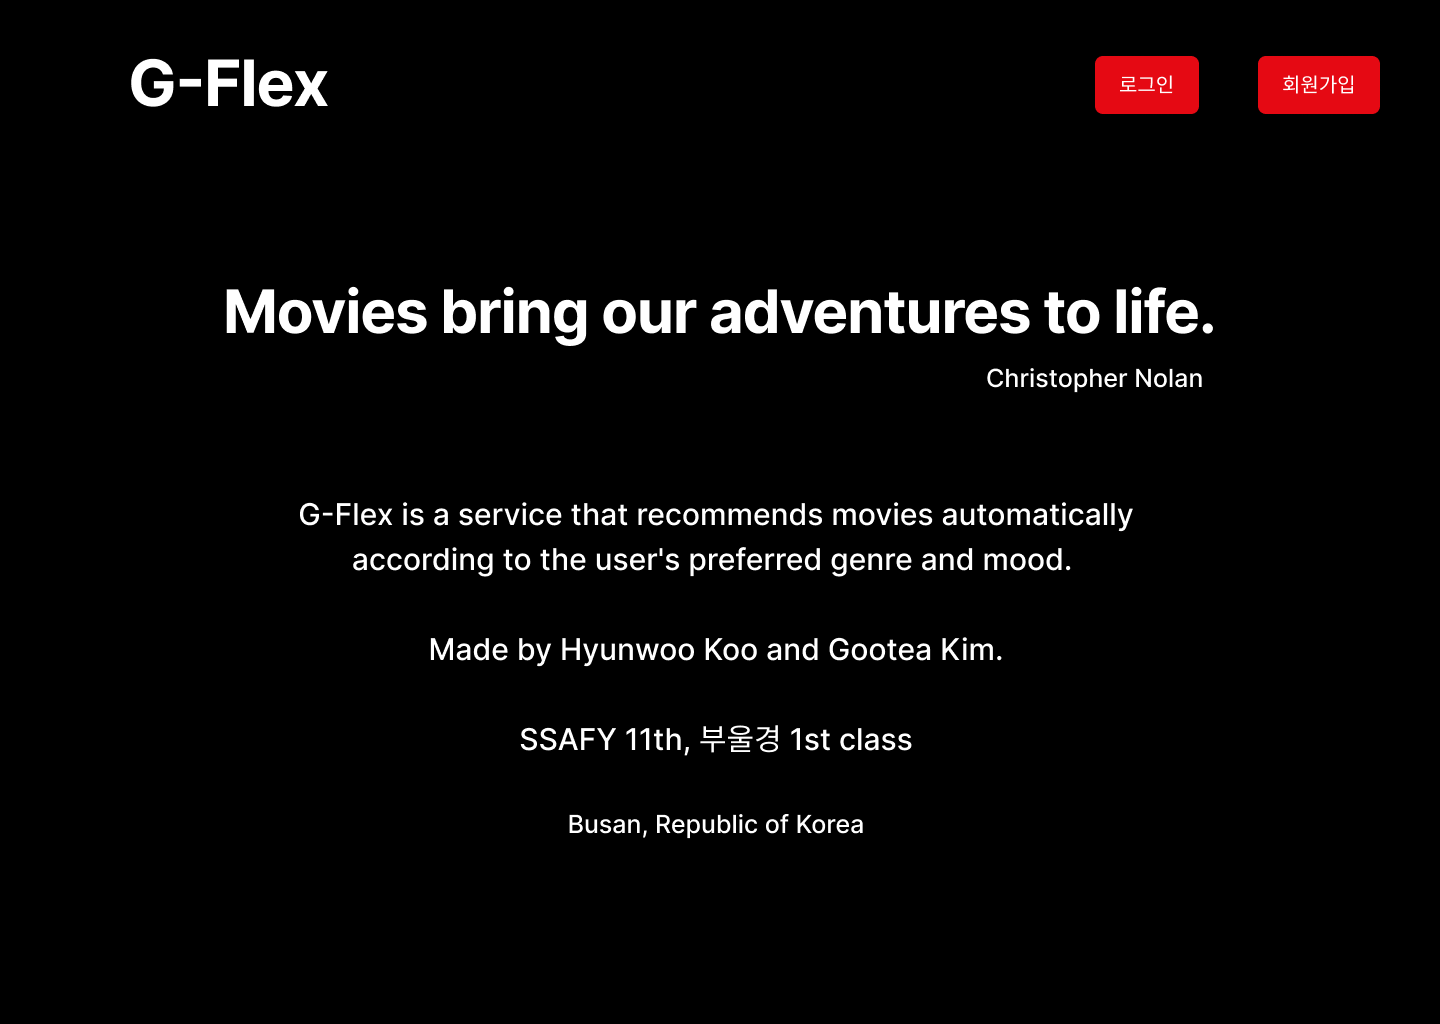 G-Flex
로그인
회원가입
Movies bring our adventures to life.
Christopher Nolan
G-Flex is a service that recommends movies automatically
according to the user's preferred genre and mood.
Made by Hyunwoo Koo and Gootea Kim.
SSAFY 11th, 부울경 1st class
Busan, Republic of Korea